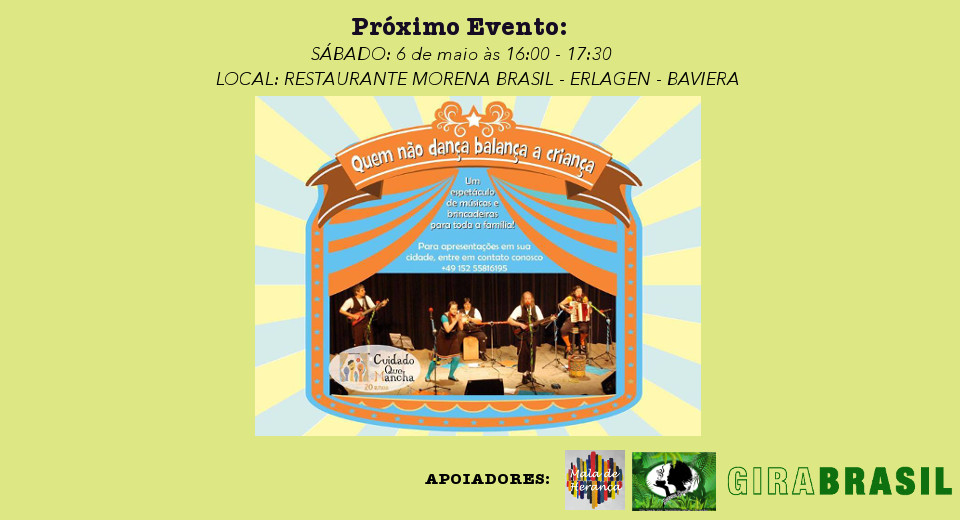 Próximo Evento:
SÁBADO: 6 de maio às 16:00 - 17:30
LOCAL: RESTAURANTE MORENA BRASIL - ERLAGEN - BAVIERA
Quem não dança balança a criança
Um
espetáculo
de músicas e
brincadeiras
para toda a família!
Para apresentações em sua
cidade, entre em contato conosco
+49 152 55816195
Cuidado
Que
Mancha
20 anos
APOIADORES:
Mala de
Herança
GIRABRASIL